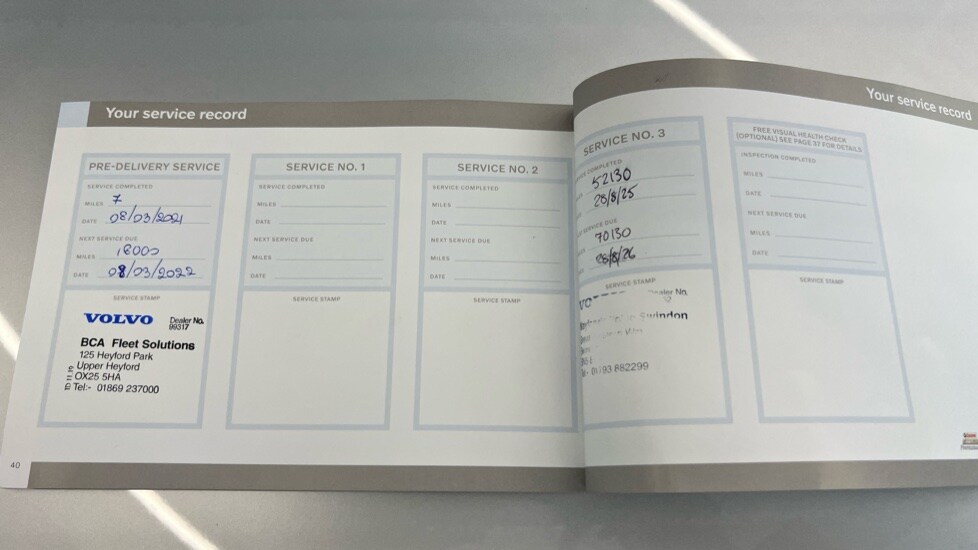 Your service record
PRE-DELIVERY SERVICE
SERVICE COMPLETED
MILES 7
DATE 08/03/2021
NEXT SERVICE DUE
MILES 18000
DATE 08/03/2022
SERVICE STAMP
VOLVO Dealer No.
99317
BCA Fleet Solutions
125 Heyford Park
Upper Heyford
OX25 5HA
Tel:- 01869 237000
40
SERVICE NO. 1
SERVICE COMPLETED
MILES
DATE
NEXT SERVICE DUE
MILES
DATE
SERVICE STAMP
SERVICE NO. 2
SERVICE COMPLETED
MILES
DATE
NEXT SERVICE DUE
MILES
DATE
SERVICE STAMP
Your service record
SERVICE NO. 3
COMPLETED
52130
28/8/25
SERVICE DUE
70130
28/8/26
SERVICE STAMP
No.
Swindon
01793 882299
FREE VISUAL HEALTH CHECK
(OPTIONAL) SEE PAGE 37 FOR DETAILS
INSPECTION COMPLETED
MILES
DATE
NEXT SERVICE DUE
MILES
DATE
SERVICE STAMP